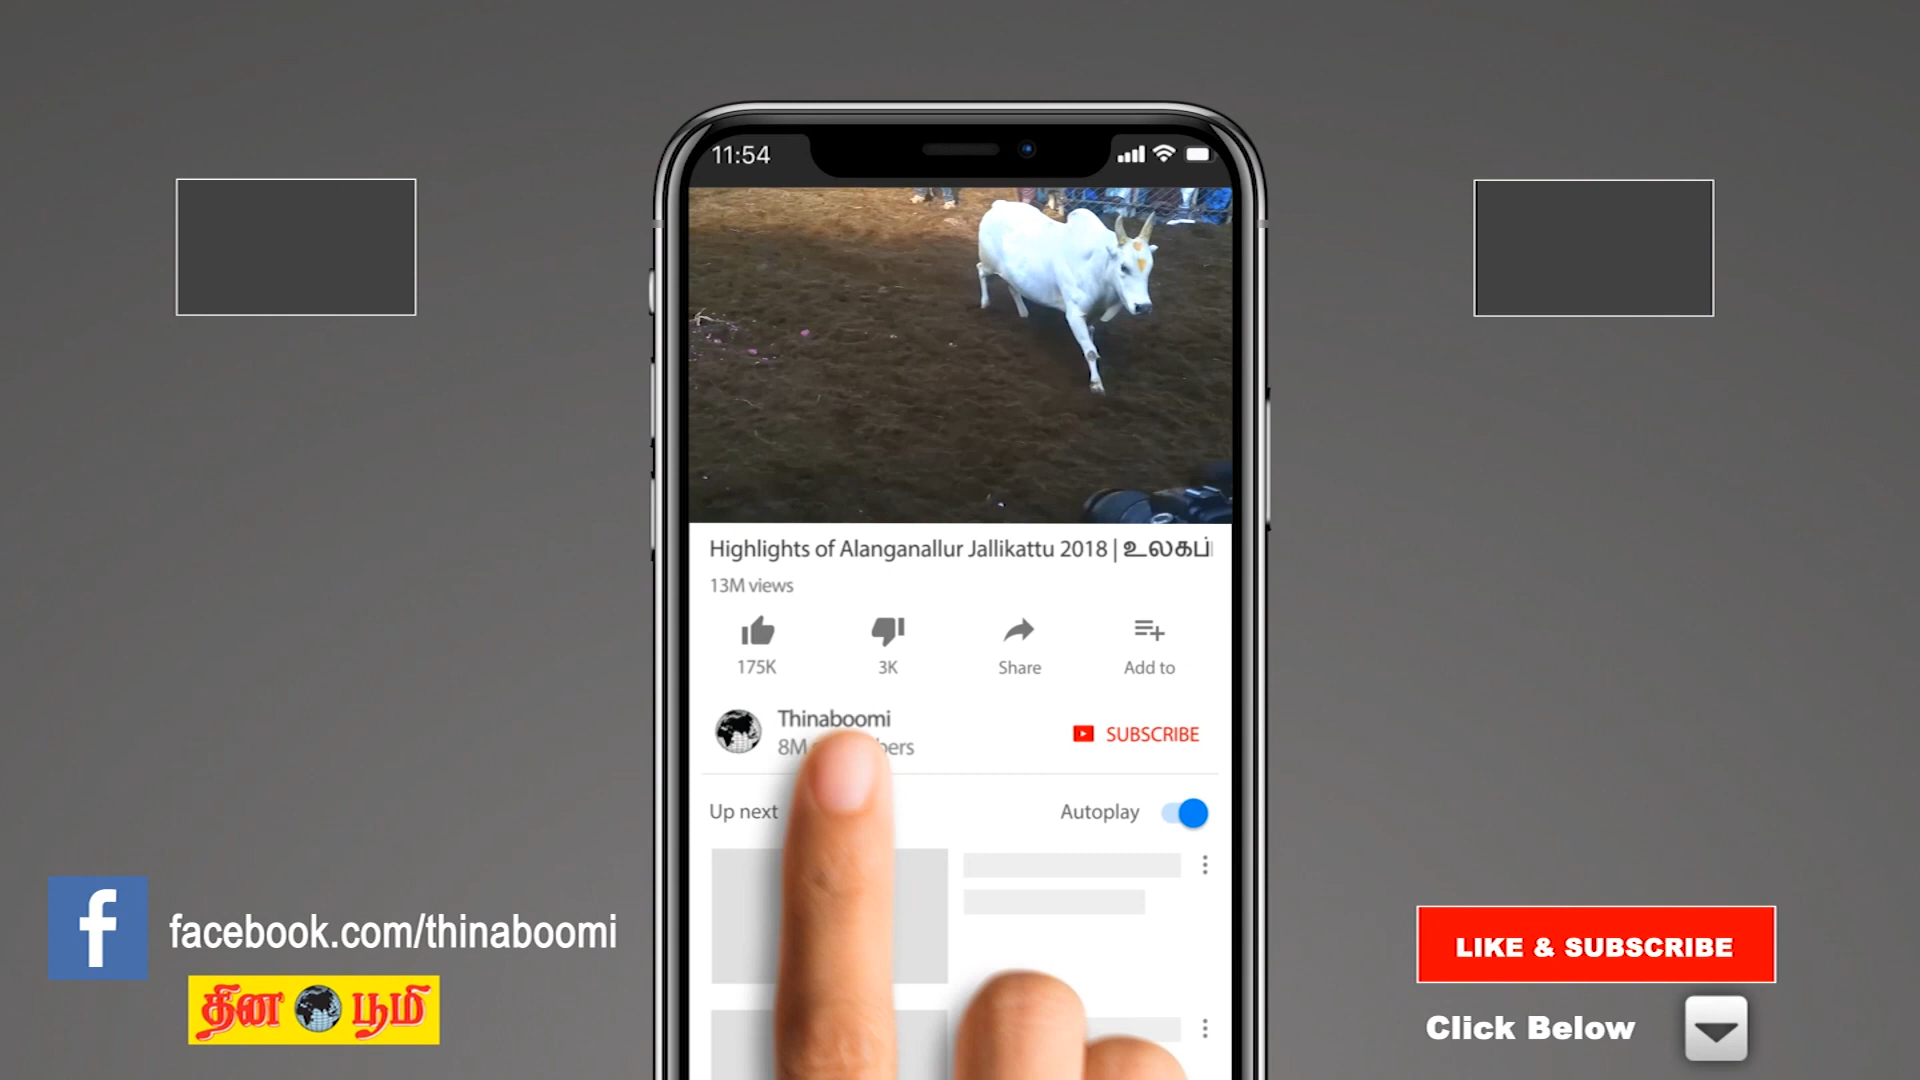 11:54
Highlights of Alanganallur Jallikattu 2018 | உலகப்
13M views
175K
3K
Share
Add to
Thinaboomi
SUBSCRIBE
Up next
Autoplay
facebook.com/thinaboomi
தின பூமி
LIKE & SUBSCRIBE
Click Below